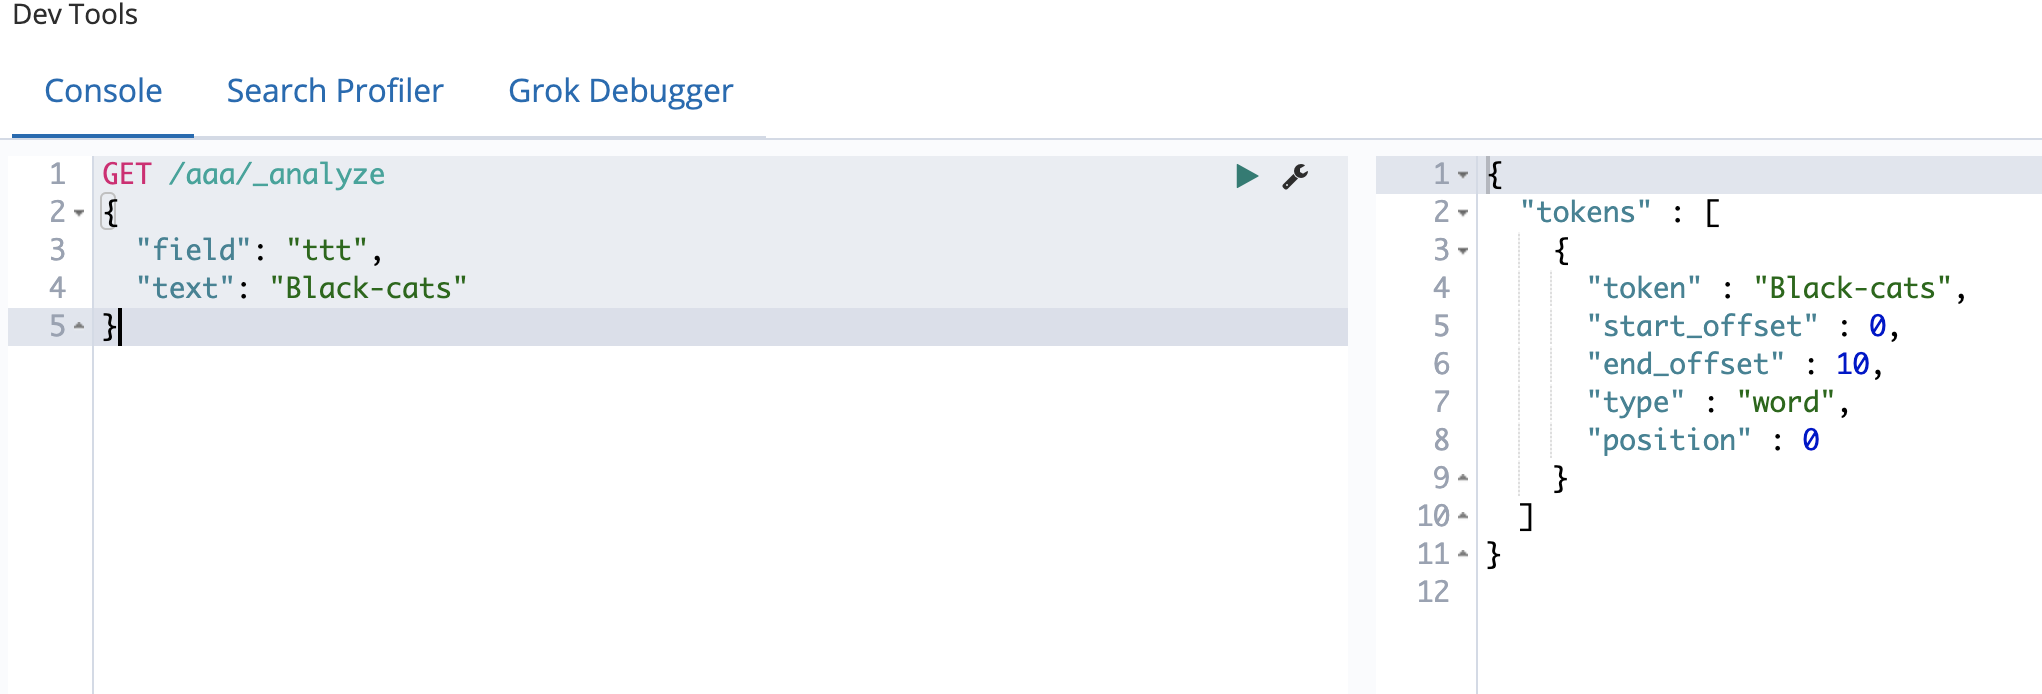 Dev Tools
Console Search Profiler Grok Debugger
1 GET /aaa/_analyze
2 {
3 "field": "ttt",
4 "text": "Black-cats"
5 }
1 {
2 "tokens" : [
3 {
4 "token" : "Black-cats",
5 "start_offset" : 0,
6 "end_offset" : 10,
7 "type" : "word",
8 "position" : 0
9 }
10 ]
11 }
12